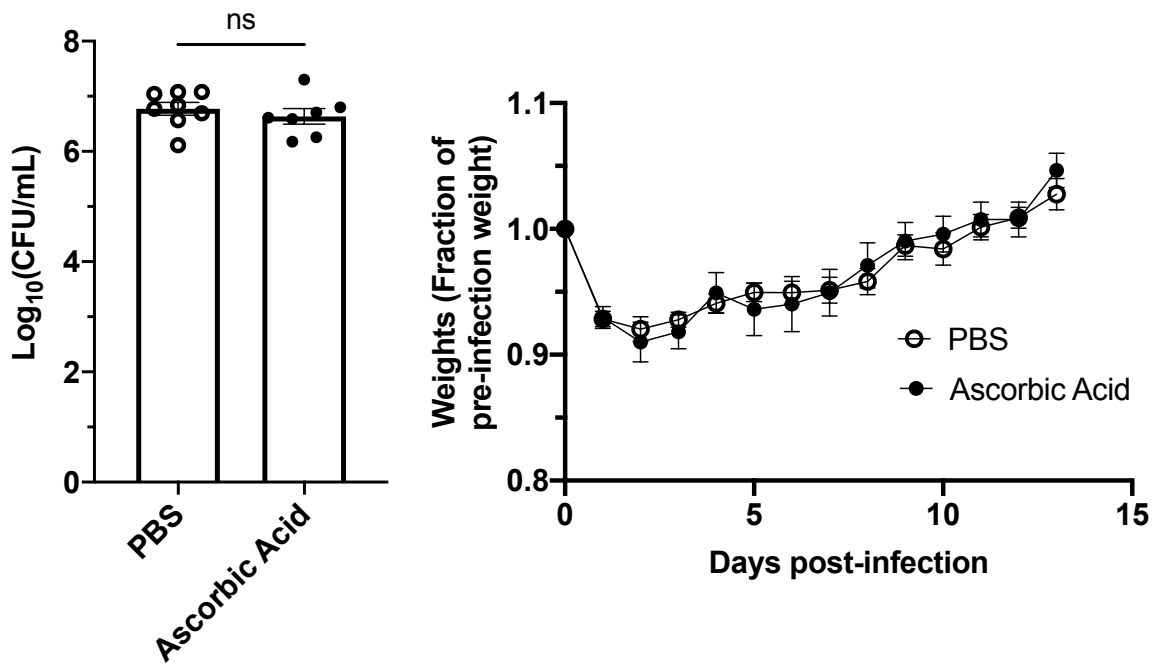 ns
8
6
4
2
0
Log10(CFU/mL)
PBS
Ascorbic Acid
1.1
1.0
0.9
0.8
Weights (Fraction of
pre-infection weight)
PBS
Ascorbic Acid
0
5
10
15
Days post-infection